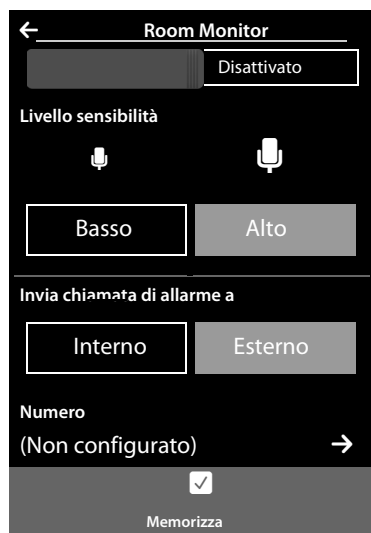 Room Monitor
Disattivato
Livello sensibilità
Basso Alto
Invia chiamata di allarme a
Interno Esterno
Numero
(Non configurato)
Memorizza